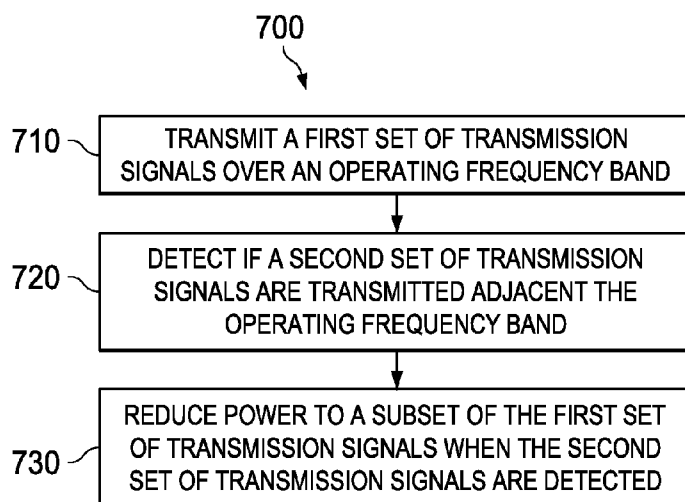 700
710
TRANSMIT A FIRST SET OF TRANSMISSION
SIGNALS OVER AN OPERATING FREQUENCY BAND
720
DETECT IF A SECOND SET OF TRANSMISSION
SIGNALS ARE TRANSMITTED ADJACENT THE
OPERATING FREQUENCY BAND
730
REDUCE POWER TO A SUBSET OF THE FIRST SET
OF TRANSMISSION SIGNALS WHEN THE SECOND
SET OF TRANSMISSION SIGNALS ARE DETECTED